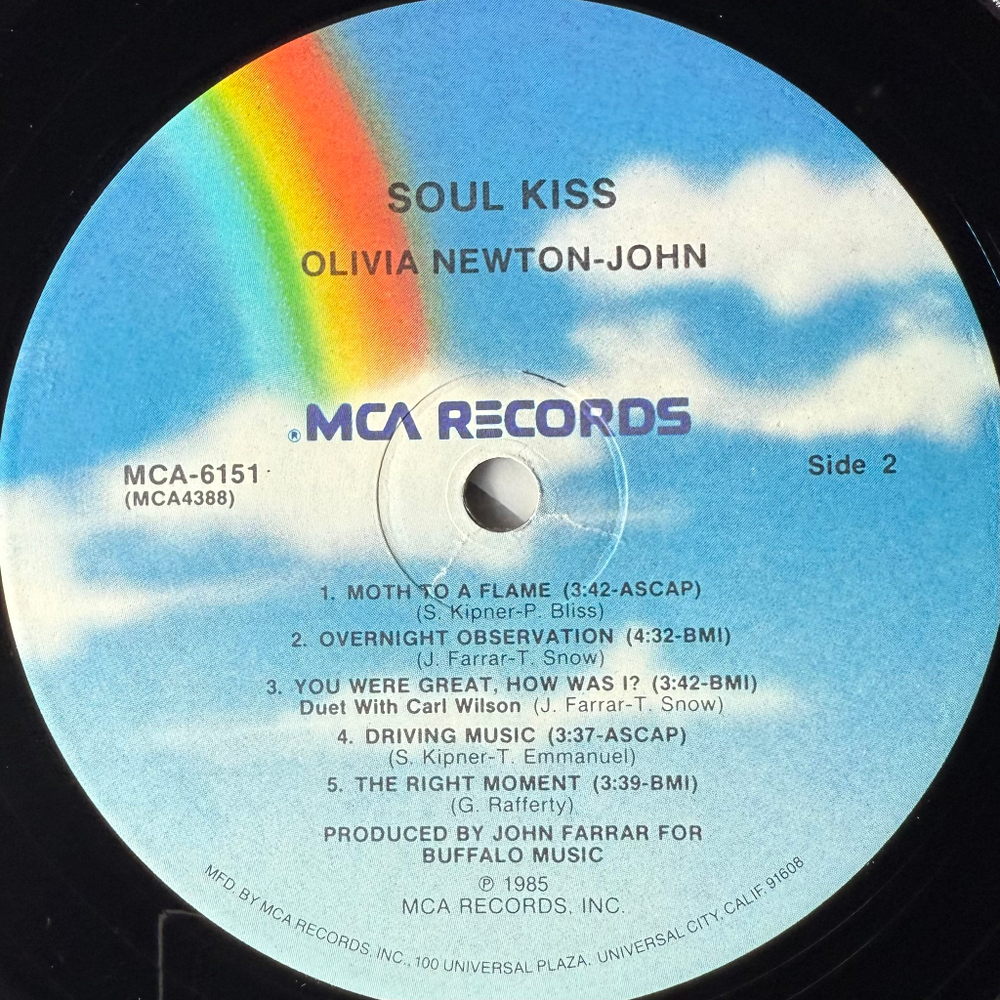 SOUL KISS
OLIVIA NEWTON-JOHN
® MCA RECORDS
MCA-6151
(MCA4388)
Side 2
1. MOTH TO A FLAME (3:42-ASCAP)
(S. Kipner-P. Bliss)
2. OVERNIGHT OBSERVATION (4:32-BMI)
(J. Farrar-T. Snow)
3. YOU WERE GREAT, HOW WAS I? (3:42-BMI)
Duet With Carl Wilson (J. Farrar-T. Snow)
4. DRIVING MUSIC (3:37-ASCAP)
(S. Kipner-T. Emmanuel)
5. THE RIGHT MOMENT (3:39-BMI)
(G. Rafferty)
PRODUCED BY JOHN FARRAR FOR
BUFFALO MUSIC
℗ 1985
MCA RECORDS, INC.
MFD. BY MCA RECORDS, INC., 100 UNIVERSAL PLAZA, UNIVERSAL CITY, CALIF. 91608